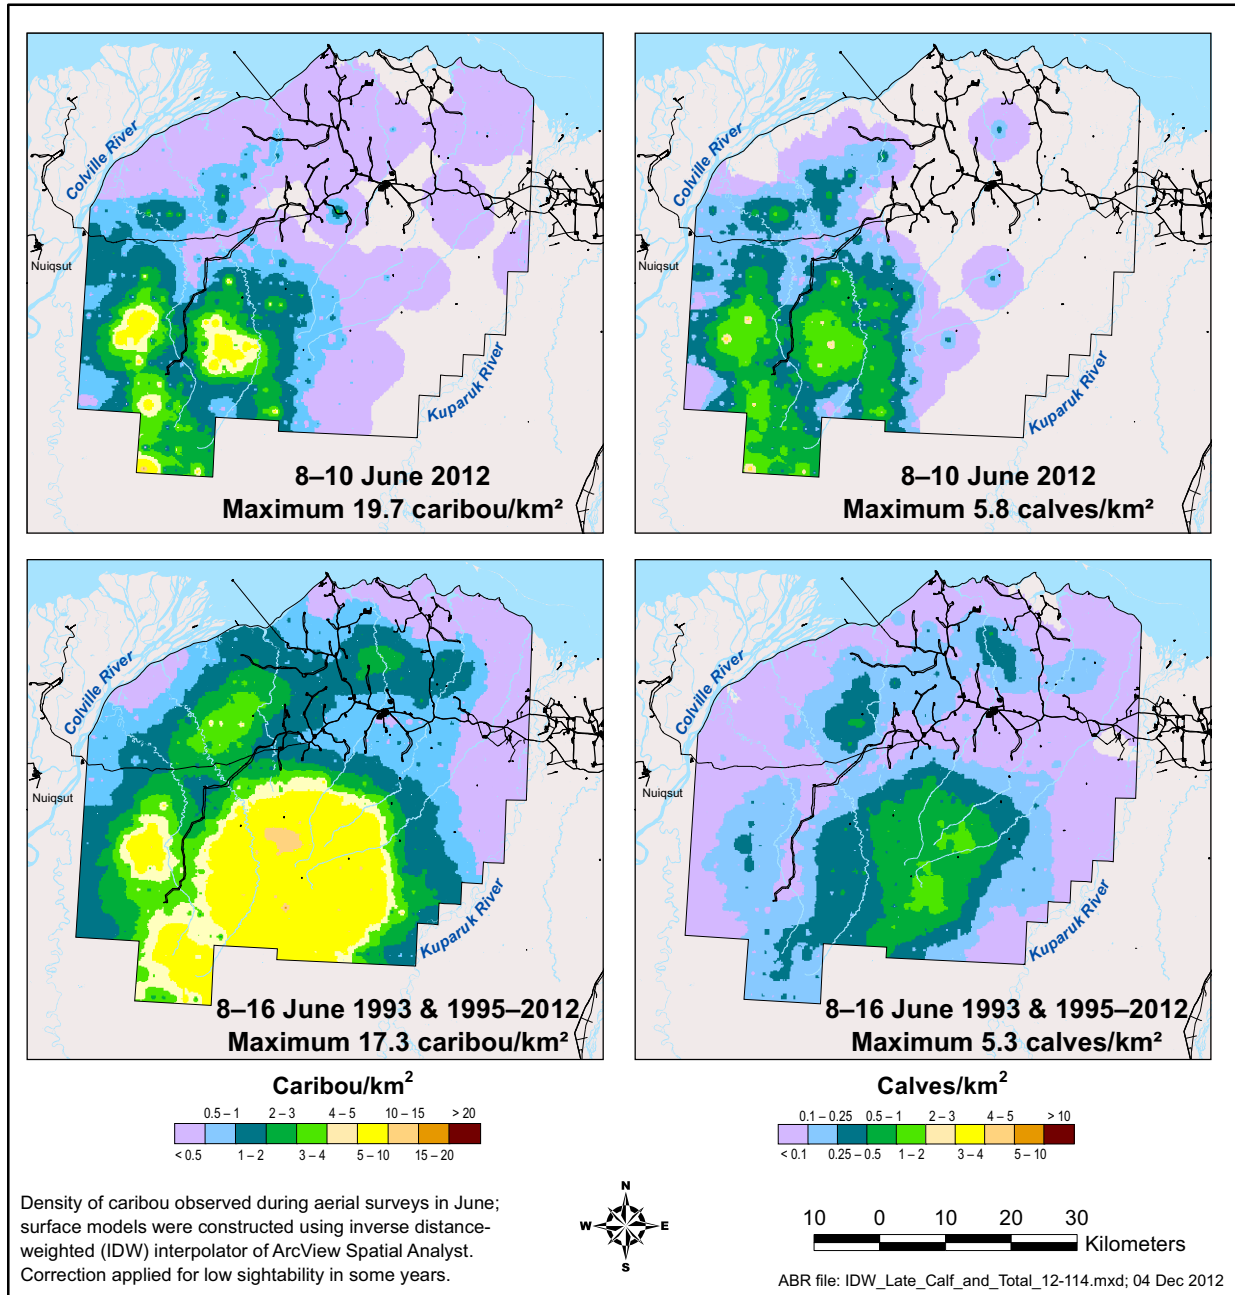 Colville River
Nuiqsut
Kuparuk River
8–10 June 2012
Maximum 19.7 caribou/km²
Colville River
Nuiqsut
Kuparuk River
8–10 June 2012
Maximum 5.8 calves/km²
Colville River
Nuiqsut
Kuparuk River
8–16 June 1993 & 1995–2012
Maximum 17.3 caribou/km²
Colville River
Nuiqsut
Kuparuk River
8–16 June 1993 & 1995–2012
Maximum 5.3 calves/km²
Caribou/km²
0.5 – 1 2 – 3 4 – 5 10 – 15 > 20
< 0.5 1 – 2 3 – 4 5 – 10 15 – 20
Calves/km²
0.1 – 0.25 0.5 – 1 2 – 3 4 – 5 > 10
< 0.1 0.25 – 0.5 1 – 2 3 – 4 5 – 10
Density of caribou observed during aerial surveys in June;
surface models were constructed using inverse distance-
weighted (IDW) interpolator of ArcView Spatial Analyst.
Correction applied for low sightability in some years.
N
W E
S
10 0 10 20 30
Kilometers
ABR file: IDW_Late_Calf_and_Total_12-114.mxd; 04 Dec 2012